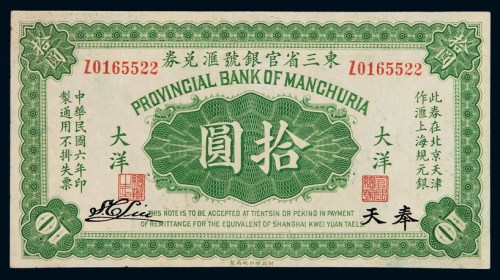 拾圓
拾圓
券兌滙號銀官省三東
Z0165522
Z0165522
PROVINCIAL BANK OF MANCHURIA
圓拾
大洋
大洋
此券在北京天津
作滙上海規元銀
中華民國六年印
製通用不掛失票
THIS NOTE IS TO BE ACCEPTED AT TIENTSIN OR PEKING IN PAYMENT
OF REMITTANCE FOR THE EQUIVALENT OF SHANGHAI KWEI YUAN TAELS
天奉
10
10